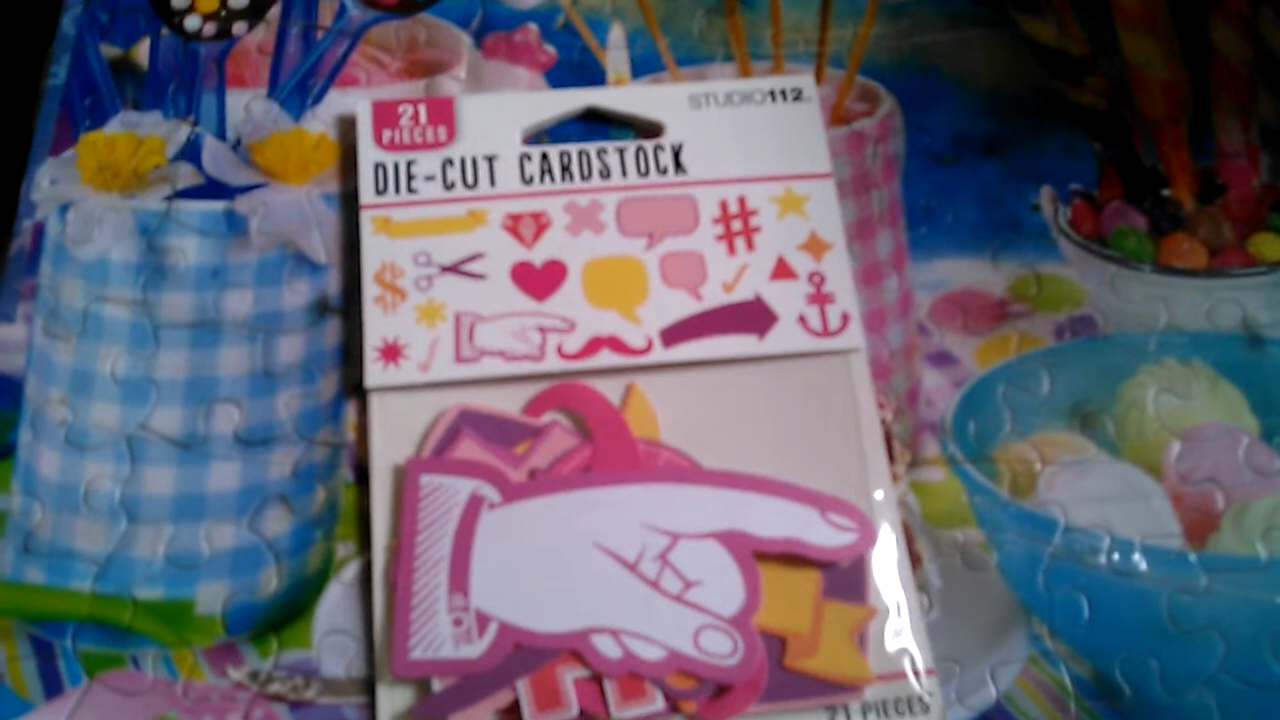 21
PIECES
STUDIO112
DIE-CUT CARDSTOCK
#
$
21 PIECES